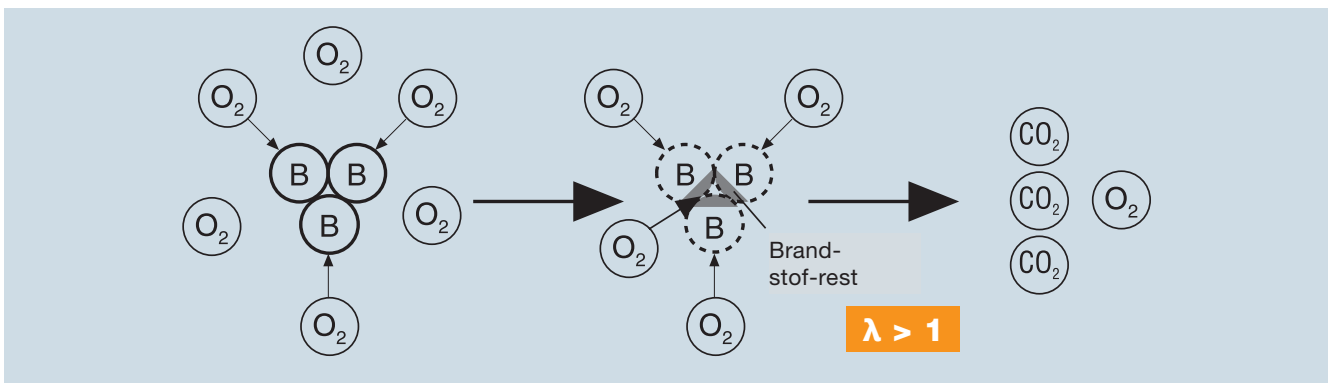 O₂
O₂
O₂
B B
B
O₂
O₂
O₂
O₂
O₂
B B
B
O₂
O₂
Brand-
stof-rest
λ > 1
CO₂
CO₂
CO₂
O₂